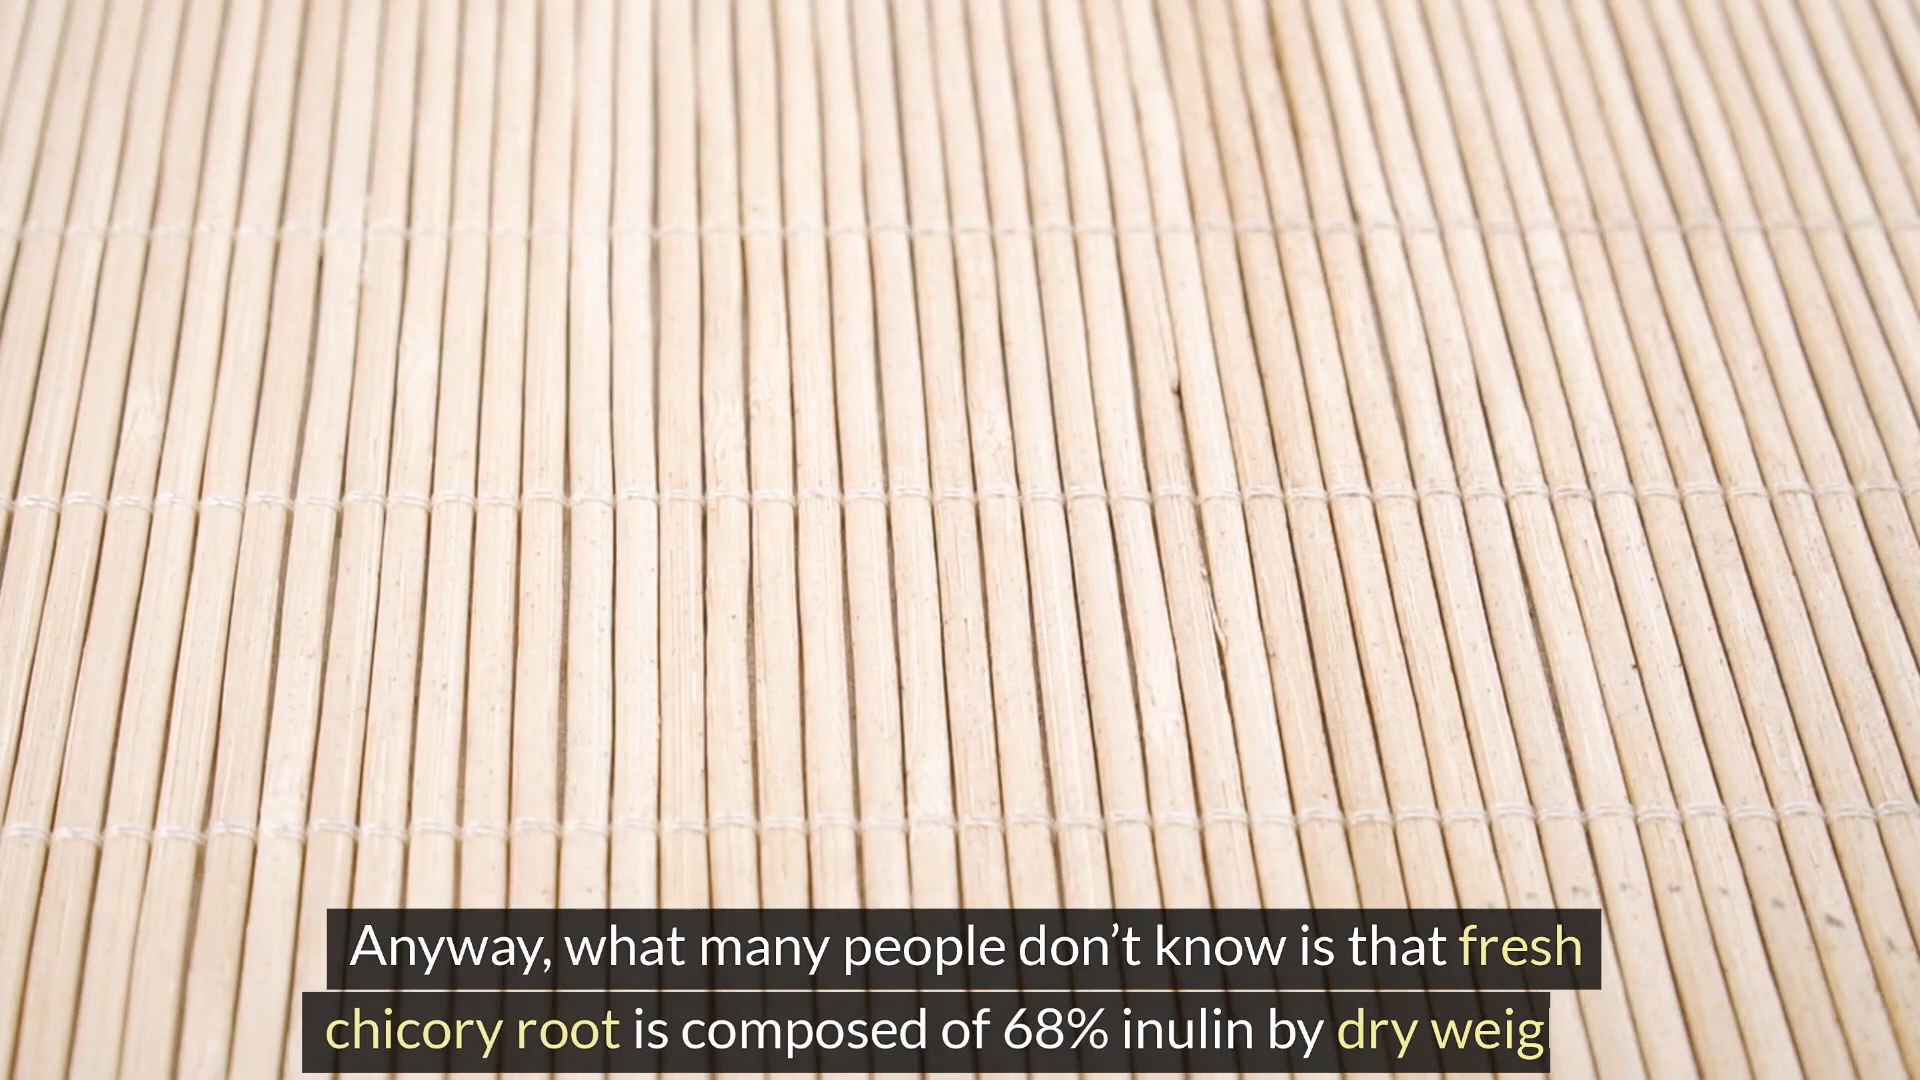 Anyway, what many people don’t know is that fresh
chicory root is composed of 68% inulin by dry weig